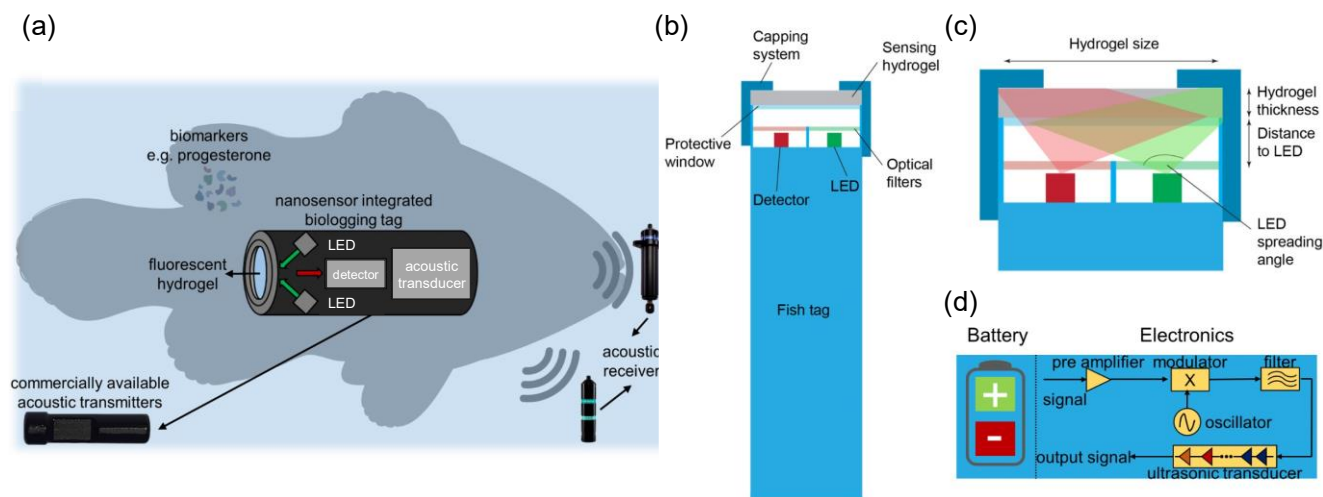 (a)
biomarkers
e.g. progesterone
nanosensor integrated
biologging tag
LED
fluorescent
hydrogel
detector
acoustic
transducer
LED
acoustic
receiver
commercially available
acoustic transmitters
(b)
Capping
system
Sensing
hydrogel
Protective
window
Optical
filters
LED
Detector
Fish tag
(c)
Hydrogel size
Hydrogel
thickness
Distance
to LED
LED
spreading
angle
(d)
Battery
Electronics
pre amplifier
modulator
filter
+
X
signal
oscillator
-
output signal
ultrasonic transducer